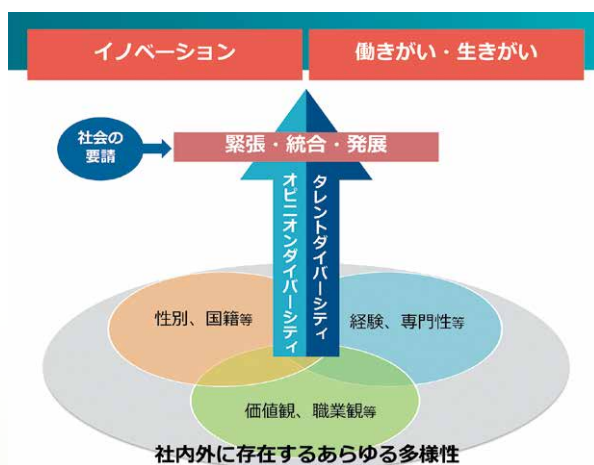 イノベーション
働きがい・生きがい
社会の
要請
緊張・統合・発展
オピニオンダイバーシティ
タレントダイバーシティ
性別、国籍等
経験、専門性等
価値観、職業観等
社内外に存在するあらゆる多様性